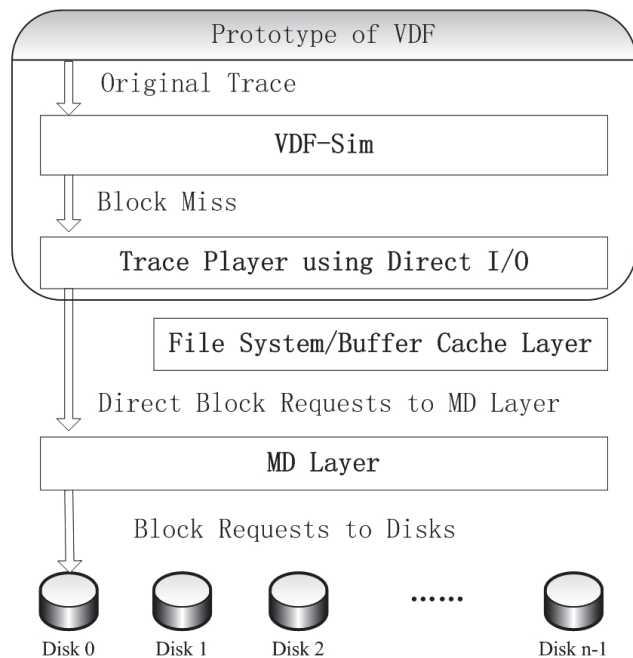 Prototype of VDF
Original Trace
VDF-Sim
Block Miss
Trace Player using Direct I/O
File System/Buffer Cache Layer
Direct Block Requests to MD Layer
MD Layer
Block Requests to Disks
......
Disk 0 Disk 1 Disk 2 Disk n-1